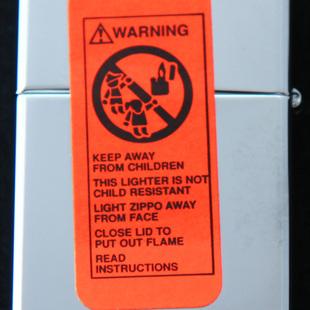 WARNING
KEEP AWAY
FROM CHILDREN
THIS LIGHTER IS NOT
CHILD RESISTANT
LIGHT ZIPPO AWAY
FROM FACE
CLOSE LID TO
PUT OUT FLAME
READ
INSTRUCTIONS